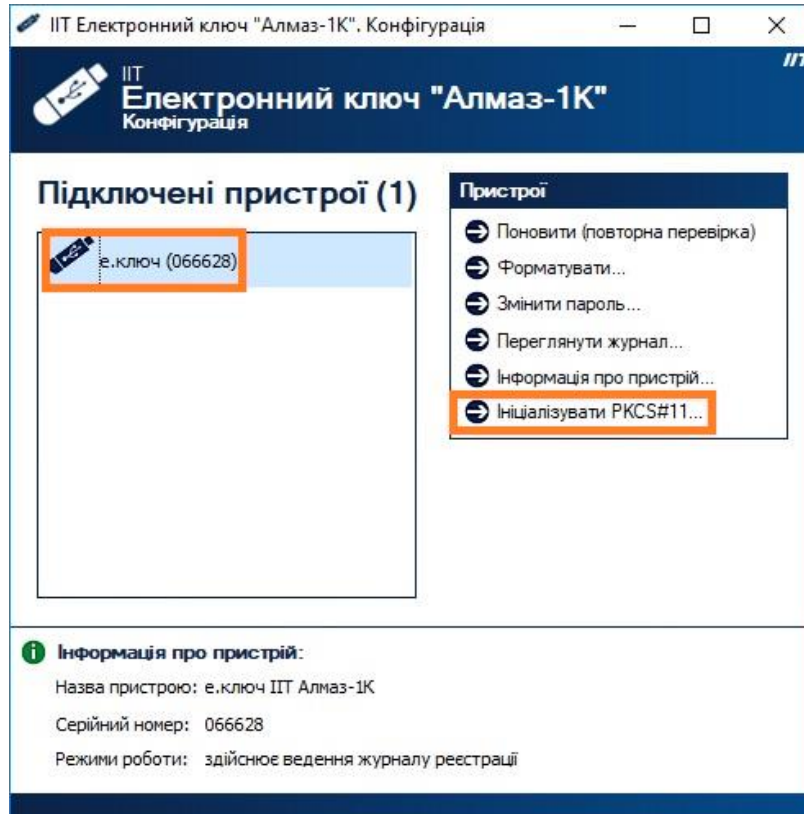 ІІТ Електронний ключ "Алмаз-1К". Конфігурація
ІІТ
ІІТ
Електронний ключ "Алмаз-1К"
Конфігурація
Підключені пристрої (1)
е.ключ (066628)
Пристрої
Поновити (повторна перевірка)
Форматувати...
Змінити пароль...
Переглянути журнал...
Інформація про пристрій...
Ініціалізувати PKCS#11...
Інформація про пристрій:
Назва пристрою: е.ключ ІІТ Алмаз-1К
Серійний номер: 066628
Режими роботи: здійснює ведення журналу реєстрації